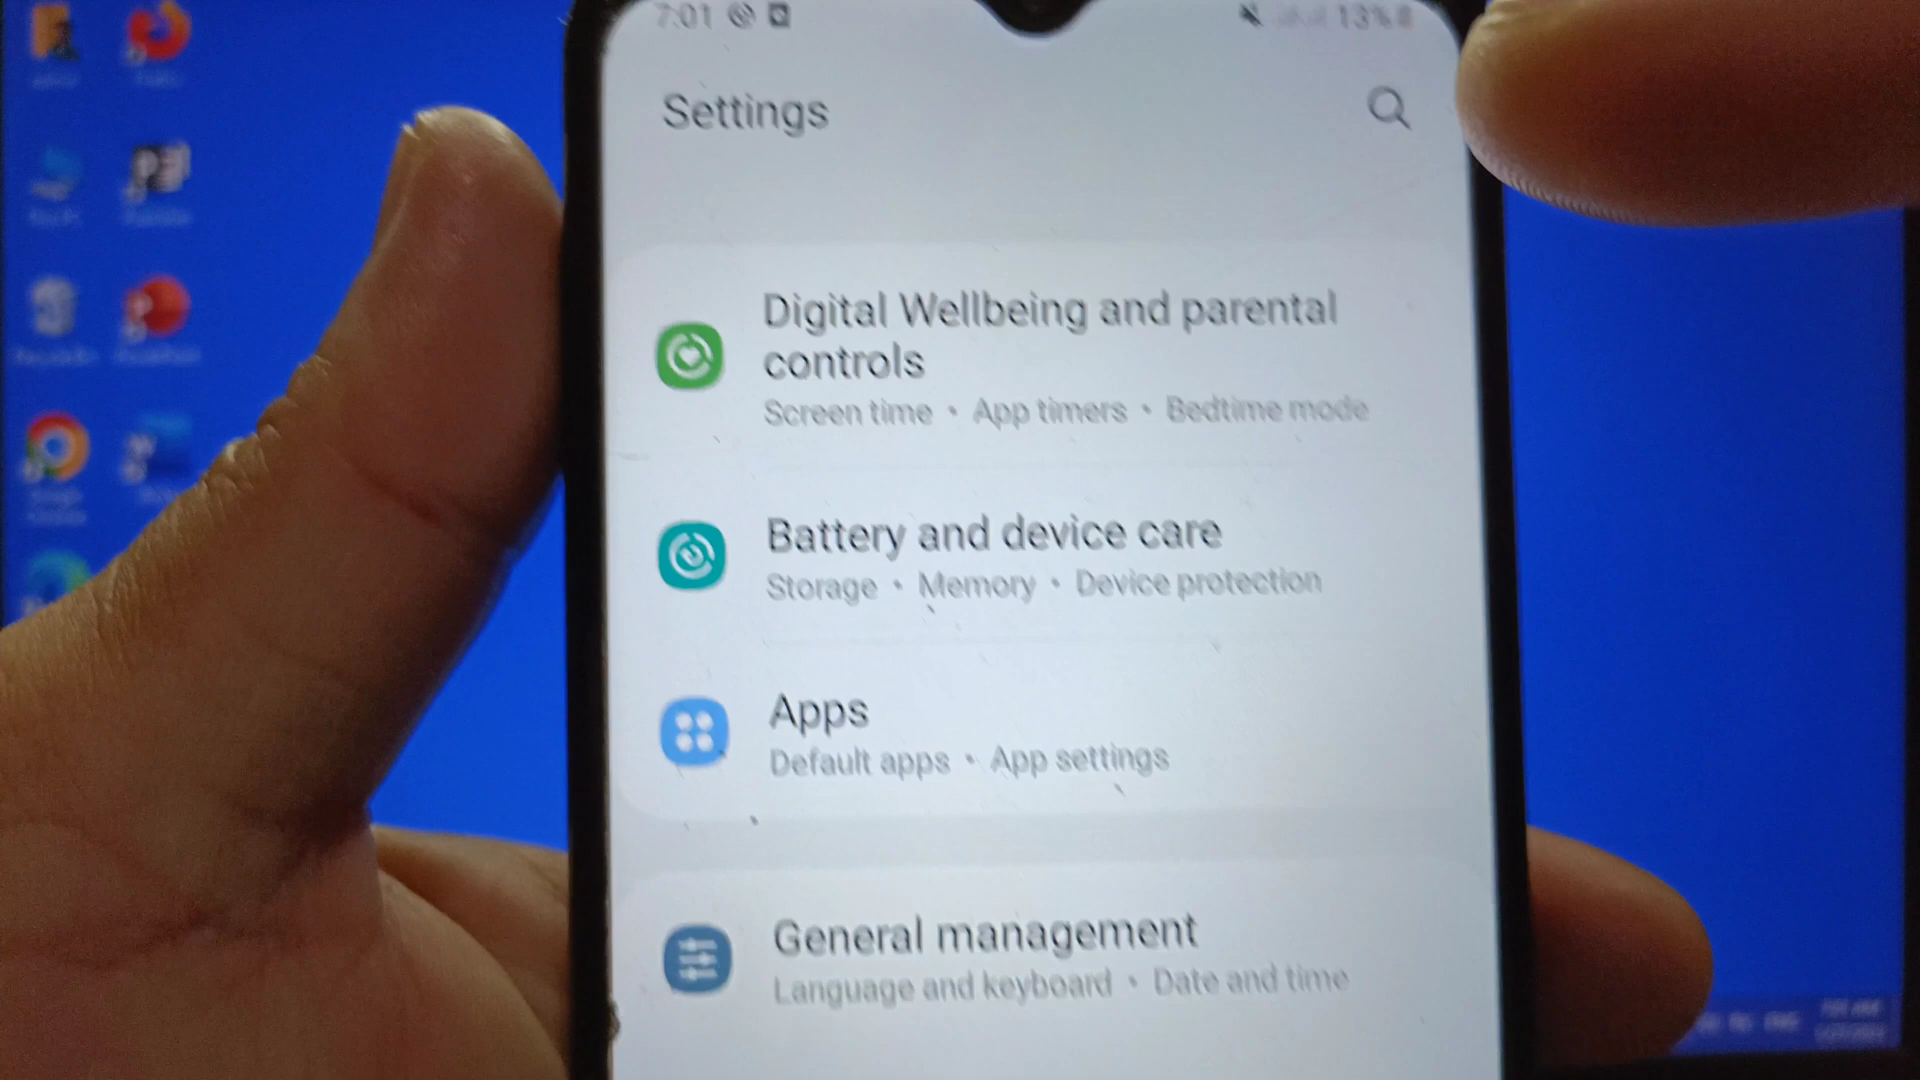 7:01 13%
Settings
Digital Wellbeing and parental
controls
Screen time • App timers • Bedtime mode
Battery and device care
Storage • Memory • Device protection
Apps
Default apps • App settings
General management
Language and keyboard • Date and time
ENG